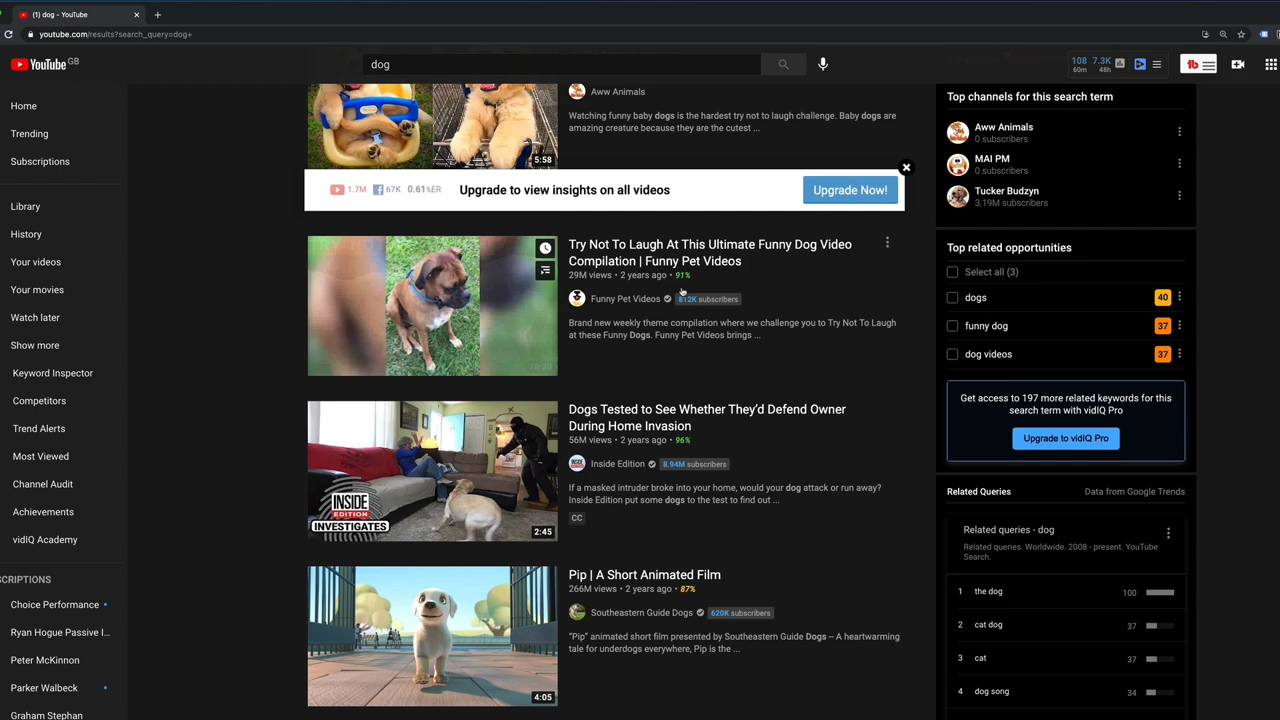 (1) dog - YouTube
youtube.com/results?search_query=dog+
YouTube GB
dog
108 7.3K
60m 48h
Home
Trending
Subscriptions
Library
History
Your videos
Your movies
Watch later
Show more
Keyword Inspector
Competitors
Trend Alerts
Most Viewed
Channel Audit
Achievements
vidIQ Academy
SCRIPTIONS
Choice Performance
Ryan Hogue Passive I...
Peter McKinnon
Parker Walbeck
Graham Stephan
Aww Animals
Watching funny baby dogs is the hardest try not to laugh challenge. Baby dogs are
amazing creature because they are the cutest ...
5:58
1.7M 67K 0.61%ER Upgrade to view insights on all videos Upgrade Now!
Try Not To Laugh At This Ultimate Funny Dog Video
Compilation | Funny Pet Videos
29M views • 2 years ago • 91%
Funny Pet Videos 812K subscribers
Brand new weekly theme compilation where we challenge you to Try Not To Laugh
at these Funny Dogs. Funny Pet Videos brings ...
Dogs Tested to See Whether They'd Defend Owner
During Home Invasion
56M views • 2 years ago • 96%
Inside Edition 8.94M subscribers
If a masked intruder broke into your home, would your dog attack or run away?
Inside Edition put some dogs to the test to find out ...
CC
INSIDE
EDITION
INVESTIGATES
2:45
Pip | A Short Animated Film
266M views • 2 years ago • 87%
Southeastern Guide Dogs 620K subscribers
"Pip" animated short film presented by Southeastern Guide Dogs -- A heartwarming
tale for underdogs everywhere, Pip is the ...
4:05
Top channels for this search term
Aww Animals
0 subscribers
MAI PM
0 subscribers
Tucker Budzyn
3.19M subscribers
Top related opportunities
Select all (3)
dogs 40
funny dog 37
dog videos 37
Get access to 197 more related keywords for this
search term with vidIQ Pro
Upgrade to vidIQ Pro
Related Queries Data from Google Trends
Related queries - dog
Related queries. Worldwide. 2008 - present. YouTube
Search.
1 the dog 100
2 cat dog 37
3 cat 37
4 dog song 34